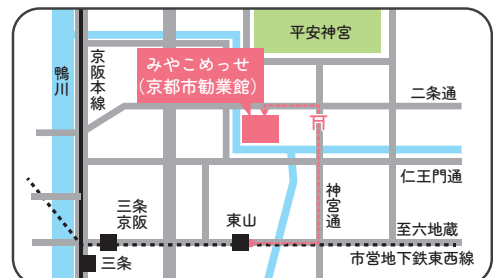 平安神宮
みやこめっせ
(京都市勧業館)
鴨川
京阪本線
二条通
仁王門通
神宮通
三条
京阪
東山
至六地蔵
市営地下鉄東西線
三条